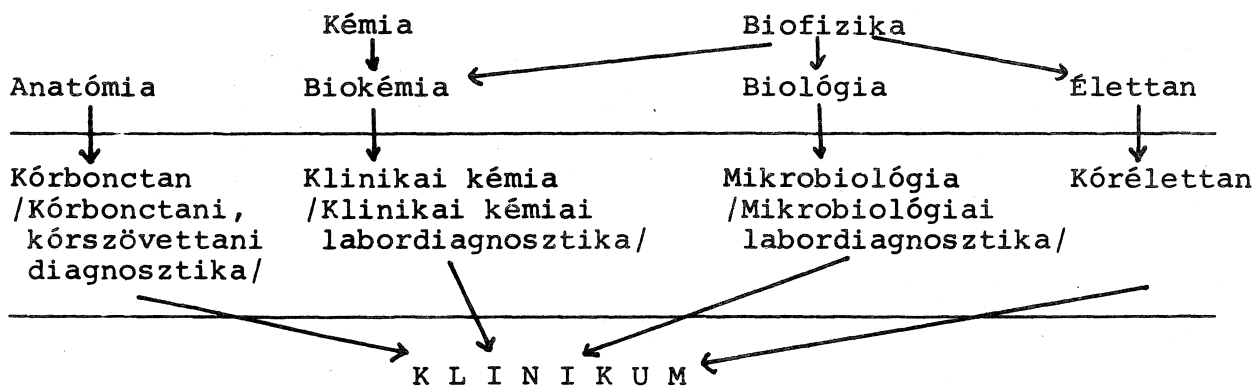 Kémia Biofizika
Anatómia Biokémia Biológia Élettan
Kórbonctan Klinikai kémia Mikrobiológia Kórélettan
/Kórbonctani, /Klinikai kémiai /Mikrobiológiai
kórszövettani labordiagnosztika/ labordiagnosztika/
diagnosztika/
K L I N I K U M